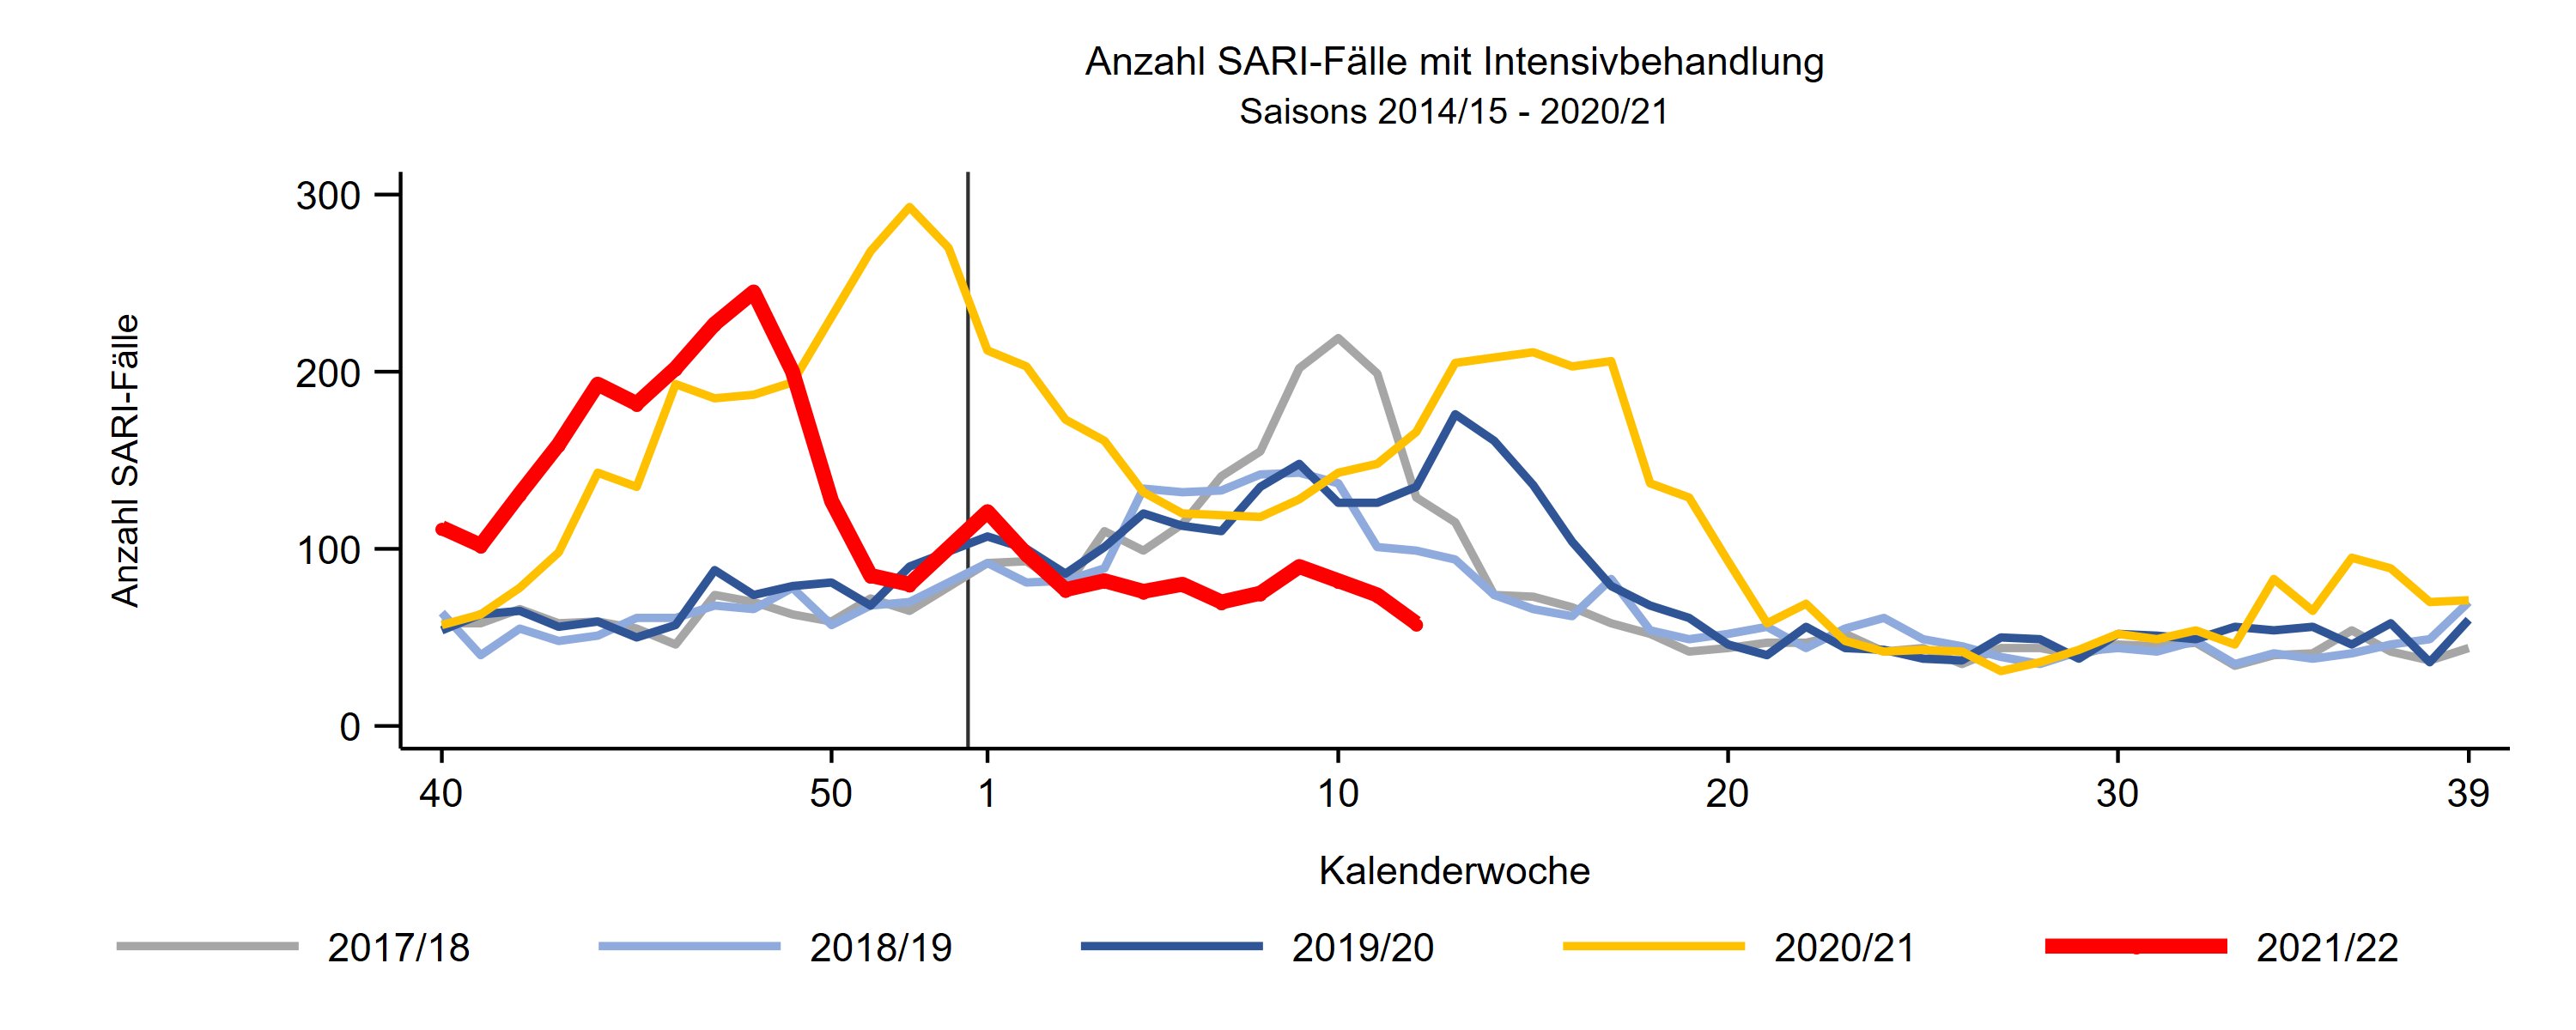 Anzahl SARI-Fälle mit Intensivbehandlung
Saisons 2014/15 - 2020/21
Anzahl SARI-Fälle
300
200
100
0
40 50 1 10 20 30 39
Kalenderwoche
2017/18 2018/19 2019/20 2020/21 2021/22